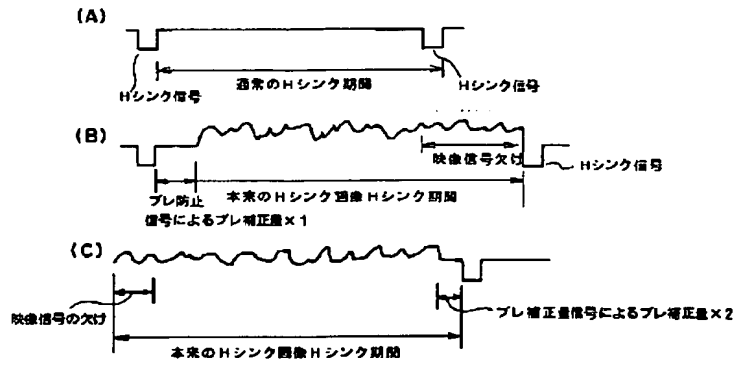 (A)
Hシンク信号
通常のHシンク期間
Hシンク信号
(B)
映像信号欠け
Hシンク信号
本来のHシンク画像Hシンク期間
ブレ防止
信号によるブレ補正量×1
(C)
映像信号の欠け
ブレ補正量信号によるブレ補正量×2
本来のHシンク画像Hシンク期間